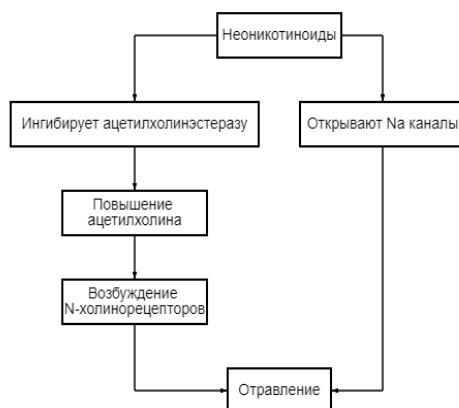 Неоникотиноиды
Ингибирует ацетилхолинэстеразу
Открывают Na каналы
Повышение
ацетилхолина
Возбуждение
N-холинорецепторов
Отравление